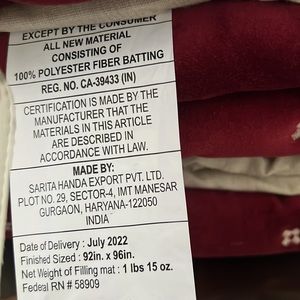 EXCEPT BY THE CONSUMER
ALL NEW MATERIAL
CONSISTING OF
100% POLYESTER FIBER BATTING
REG. NO. CA-39433 (IN)
CERTIFICATION IS MADE BY THE
MANUFACTURER THAT THE
MATERIALS IN THIS ARTICLE
ARE DESCRIBED IN
ACCORDANCE WITH LAW.
MADE BY:
SARITA HANDA EXPORT PVT. LTD.
PLOT NO. 29, SECTOR-4, IMT MANESAR
GURGAON, HARYANA-122050
INDIA
Date of Delivery : July 2022
Finished Sized : 92in. x 96in.
Net Weight of Filling mat : 1 lbs 15 oz.
Federal RN # 58909